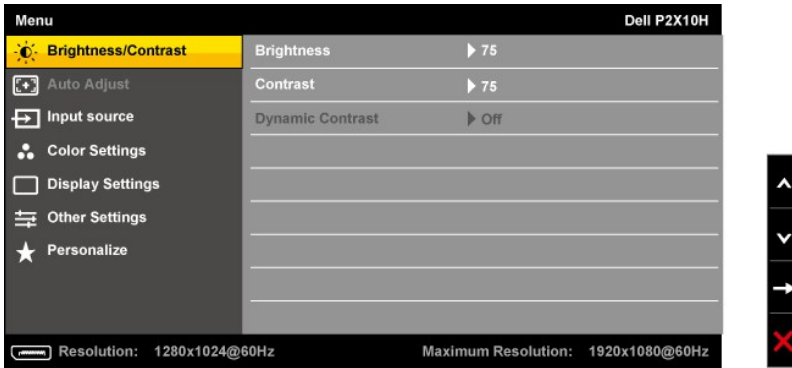 Menu Dell P2X10H
Brightness/Contrast Brightness 75
Auto Adjust Contrast 75
Input source Dynamic Contrast Off
Color Settings
Display Settings
Other Settings
Personalize
Resolution: 1280x1024@60Hz Maximum Resolution: 1920x1080@60Hz